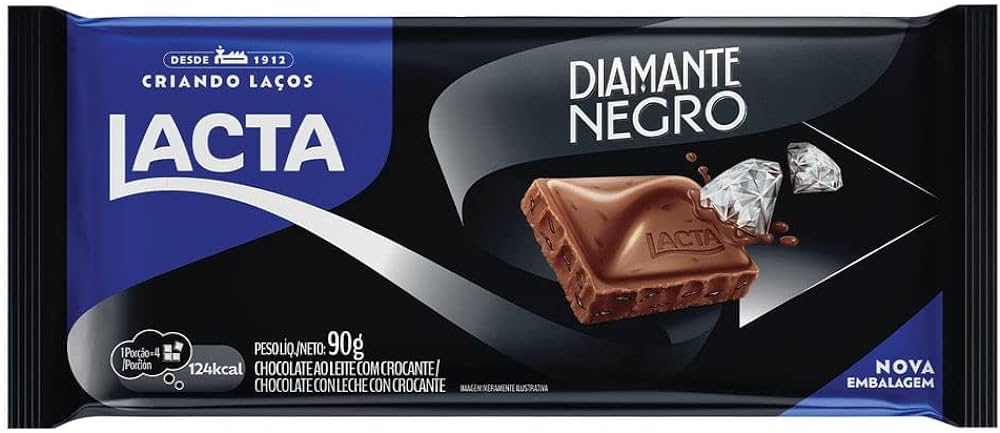 DESDE 1912
CRIANDO LAÇOS
LACTA
DIAMANTE
NEGRO
LACTA
1 Porção=4
/Porción
124kcal
PESO LÍQ./NETO: 90g
CHOCOLATE AO LEITE COM CROCANTE/
CHOCOLATE CON LECHE CON CROCANTE
IMAGEM MERAMENTE ILUSTRATIVA
NOVA
EMBALAGEM